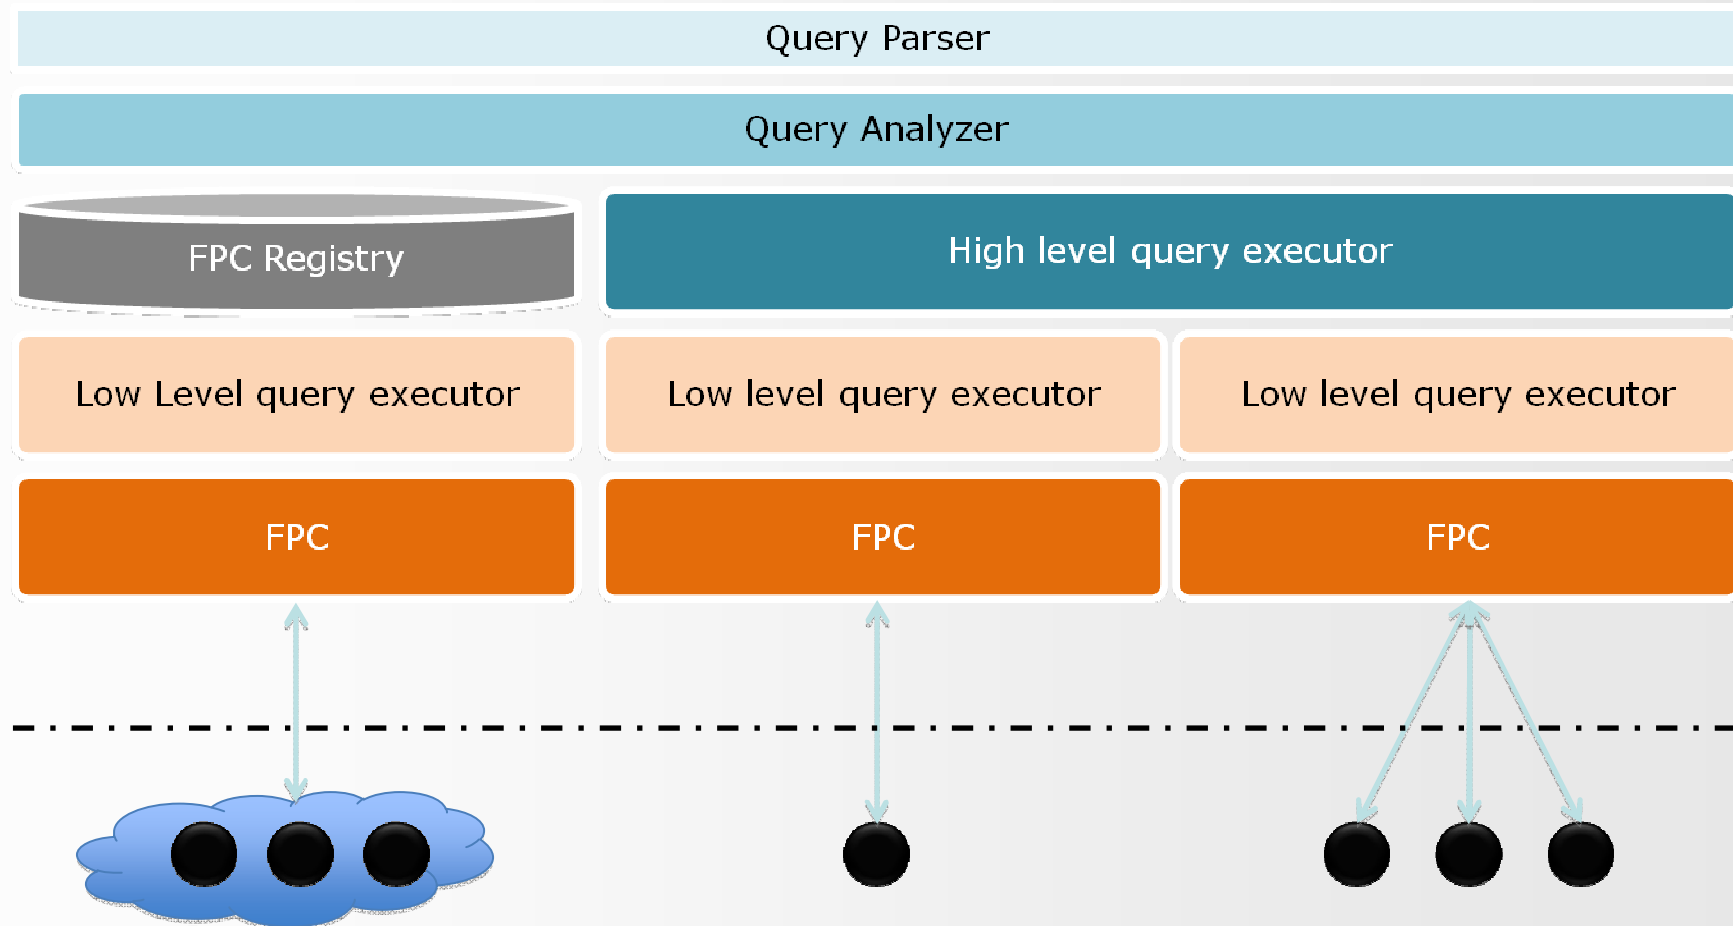 Query Parser
Query Analyzer
FPC Registry
High level query executor
Low Level query executor
Low level query executor
Low level query executor
FPC
FPC
FPC